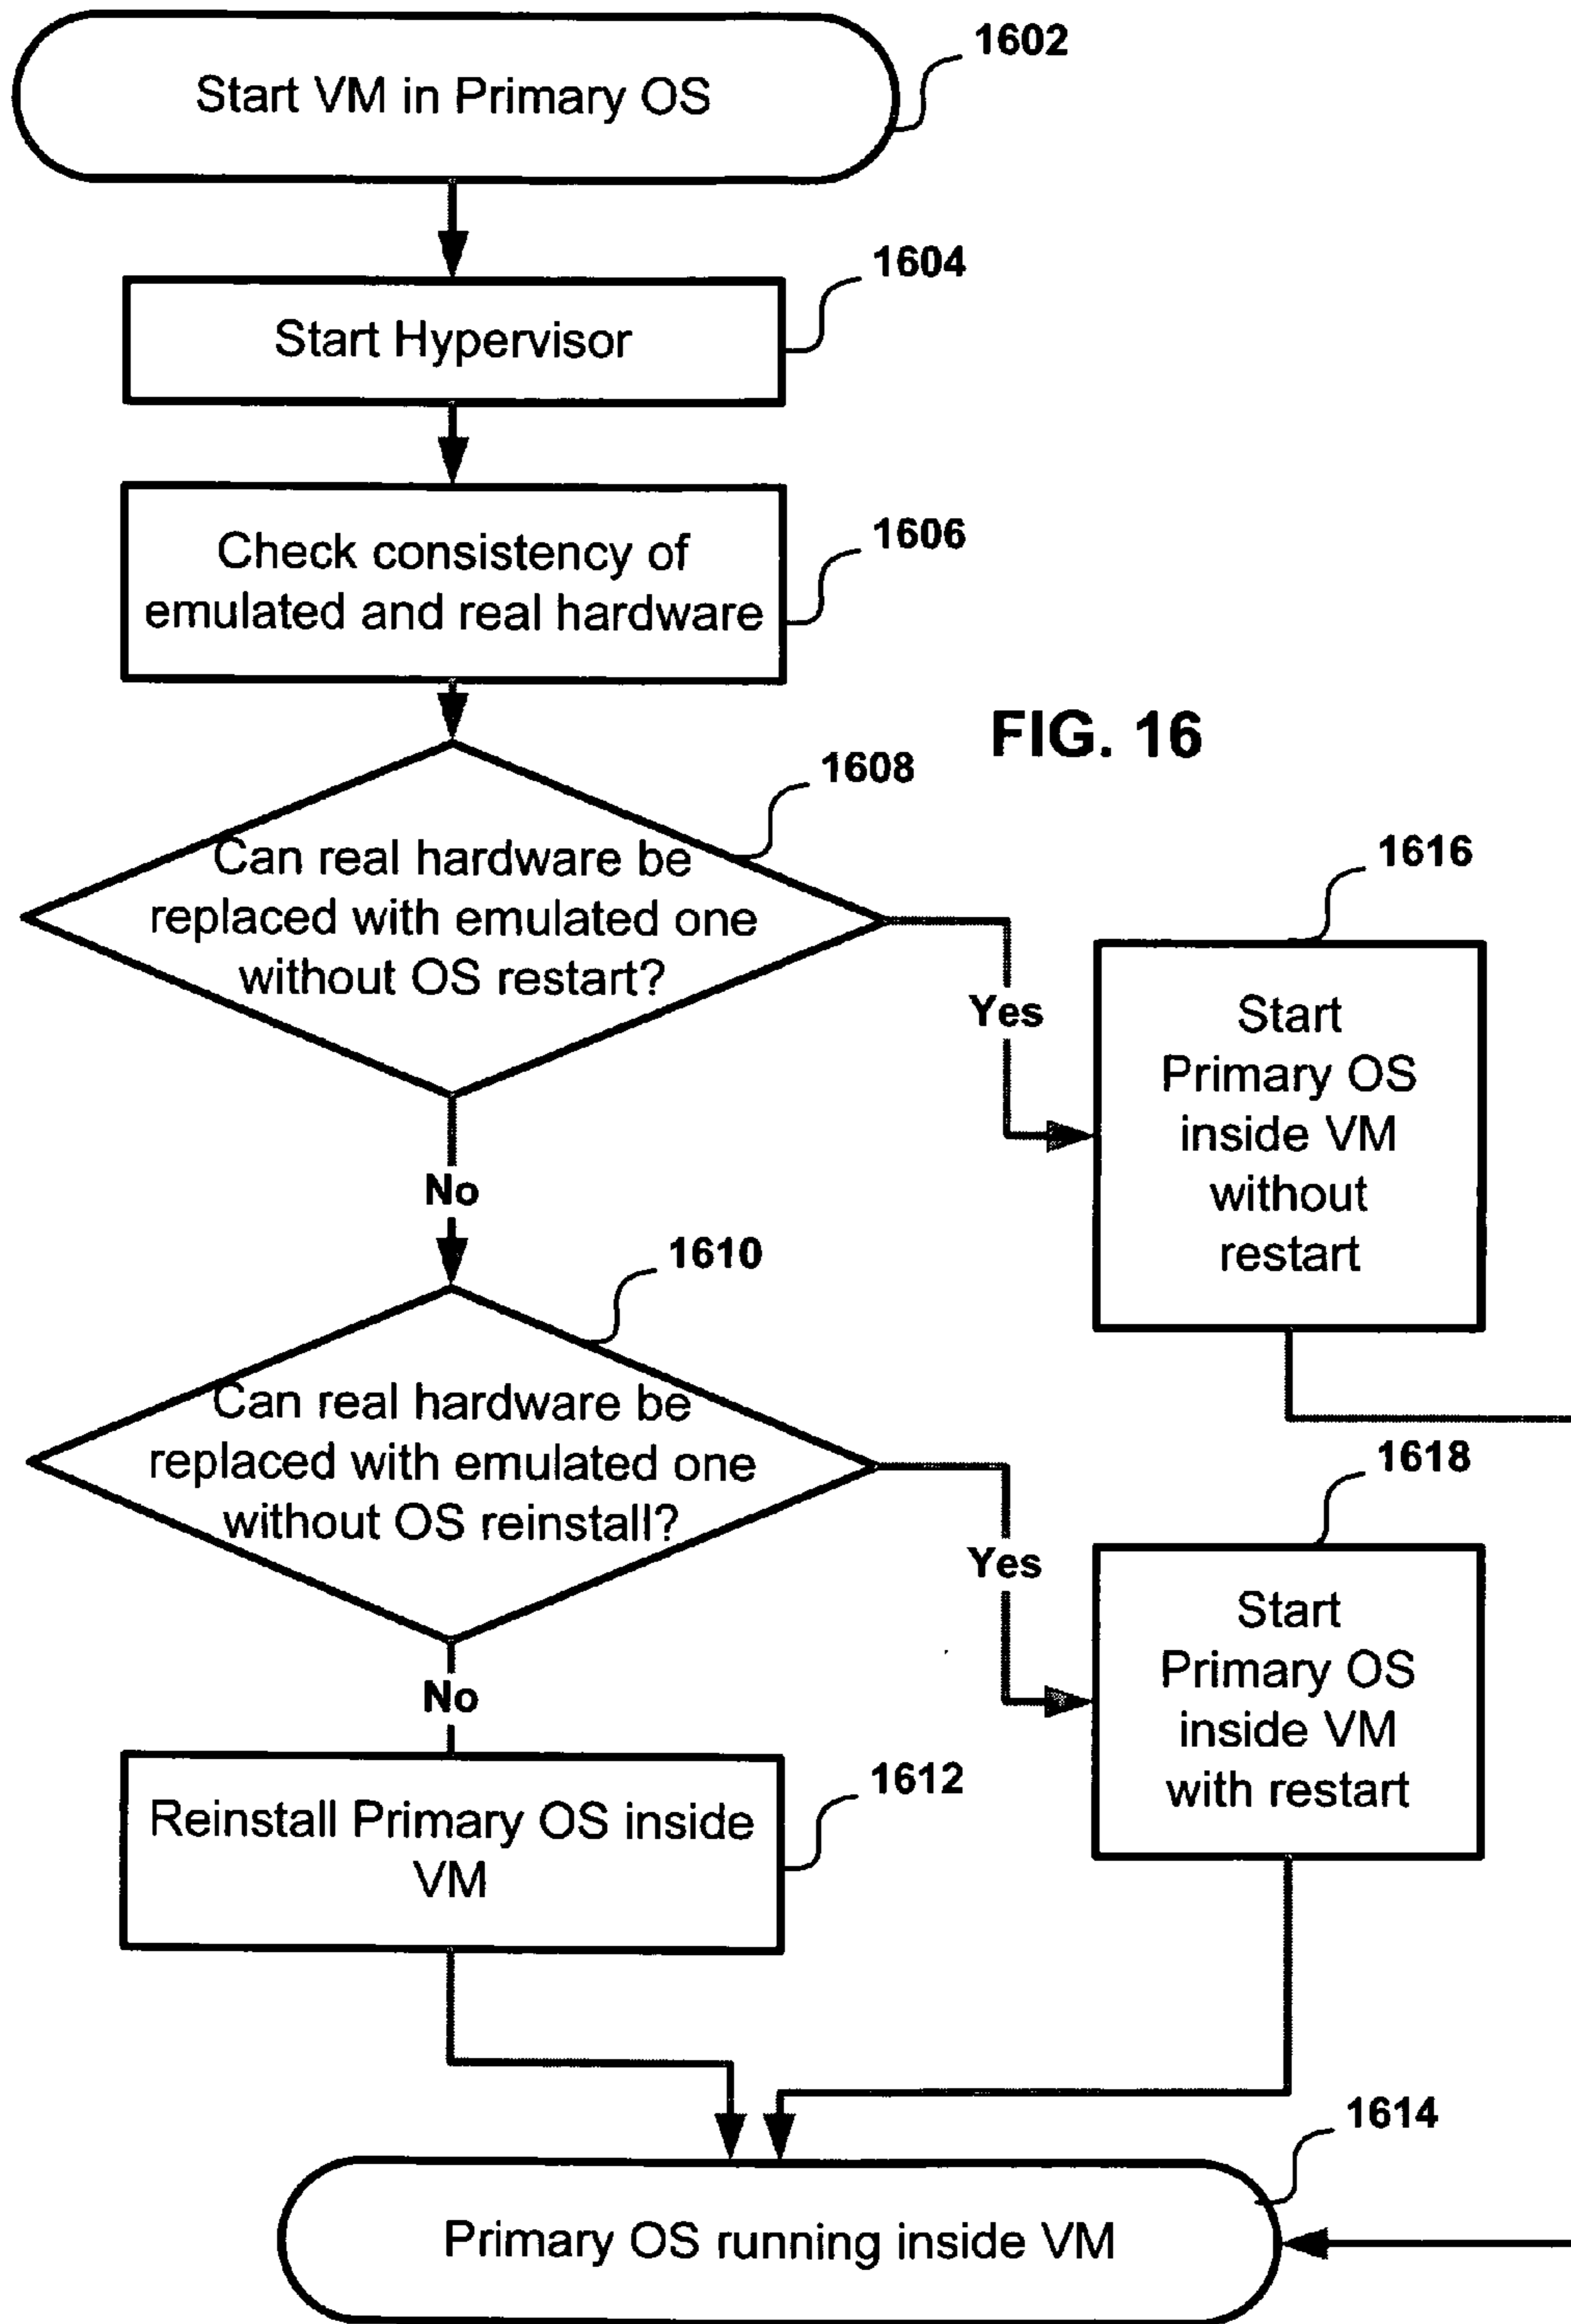 1602
Start VM in Primary OS
1604
Start Hypervisor
1606
Check consistency of
emulated and real hardware
FIG. 16
1608
Can real hardware be
replaced with emulated one
without OS restart?
Yes
No
1616
Start
Primary OS
inside VM
without
restart
1610
Can real hardware be
replaced with emulated one
without OS reinstall?
Yes
No
1618
Start
Primary OS
inside VM
with restart
1612
Reinstall Primary OS inside
VM
1614
Primary OS running inside VM